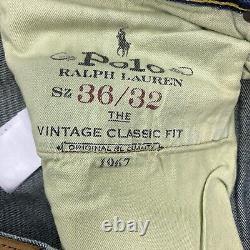 Polo
RALPH LAUREN
SZ 36/32
THE
VINTAGE CLASSIC FIT
ORIGINAL RL QUALITY
1967